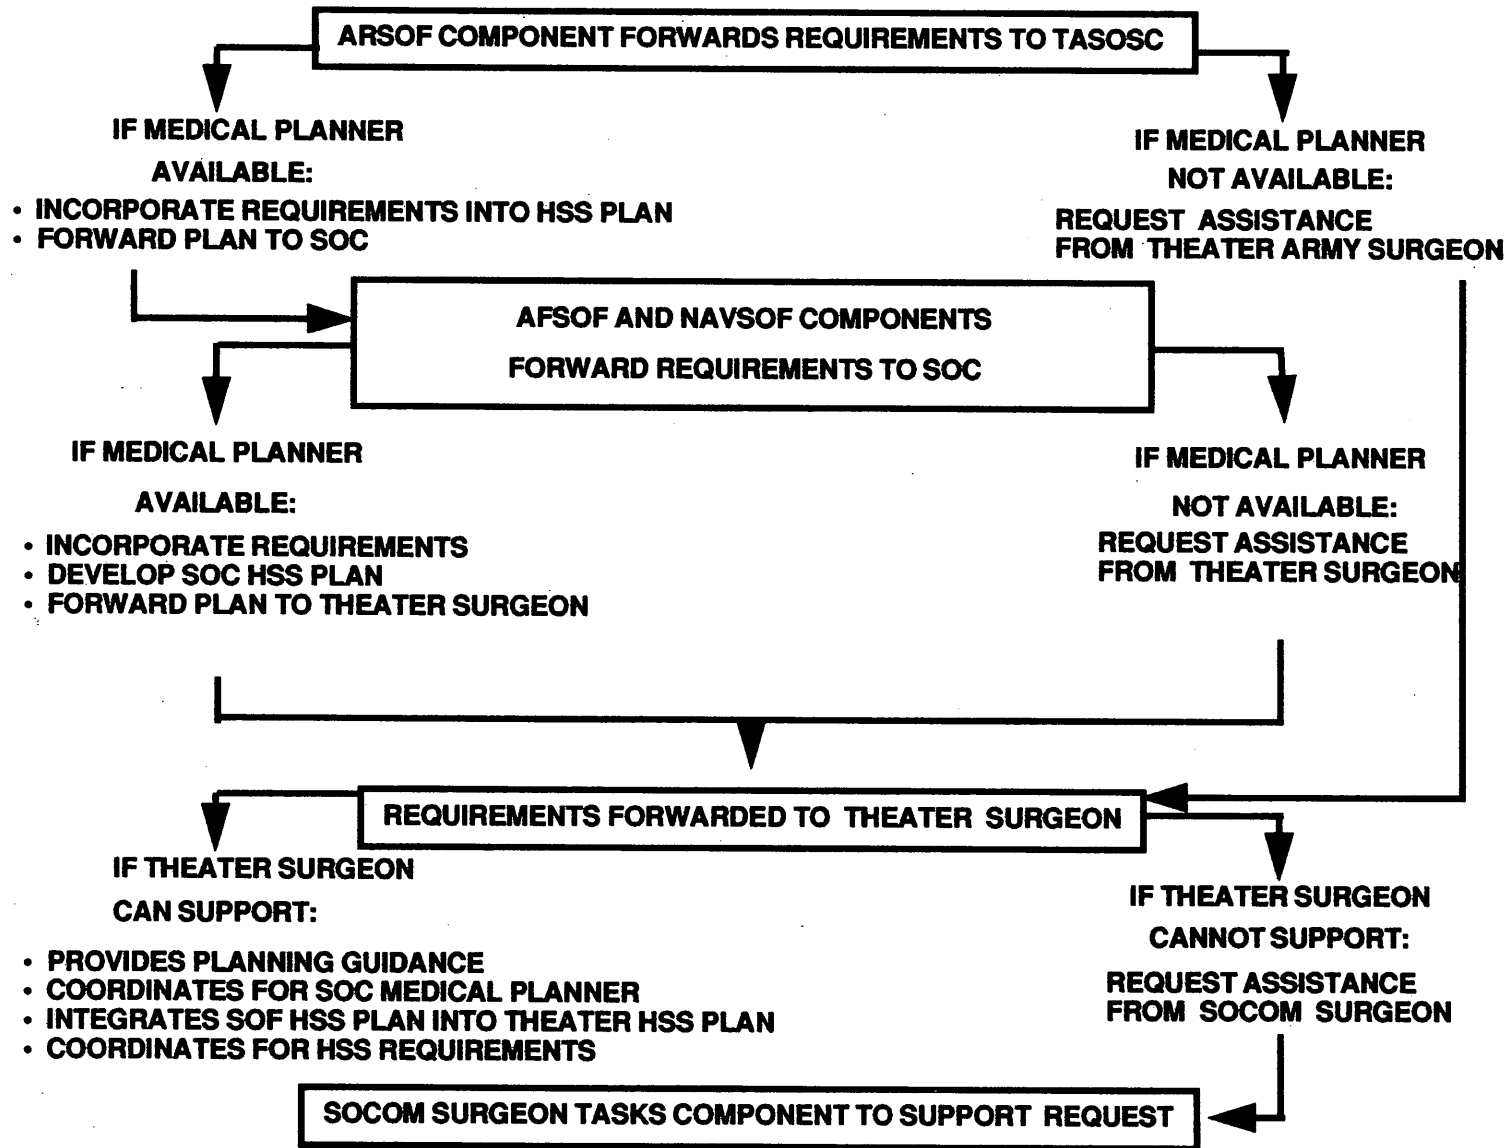 ARSOF COMPONENT FORWARDS REQUIREMENTS TO TASOSC
IF MEDICAL PLANNER
AVAILABLE:
• INCORPORATE REQUIREMENTS INTO HSS PLAN
• FORWARD PLAN TO SOC
IF MEDICAL PLANNER
NOT AVAILABLE:
REQUEST ASSISTANCE
FROM THEATER ARMY SURGEON
AFSOF AND NAVSOF COMPONENTS
FORWARD REQUIREMENTS TO SOC
IF MEDICAL PLANNER
AVAILABLE:
• INCORPORATE REQUIREMENTS
• DEVELOP SOC HSS PLAN
• FORWARD PLAN TO THEATER SURGEON
IF MEDICAL PLANNER
NOT AVAILABLE:
REQUEST ASSISTANCE
FROM THEATER SURGEON
REQUIREMENTS FORWARDED TO THEATER SURGEON
IF THEATER SURGEON
CAN SUPPORT:
• PROVIDES PLANNING GUIDANCE
• COORDINATES FOR SOC MEDICAL PLANNER
• INTEGRATES SOF HSS PLAN INTO THEATER HSS PLAN
• COORDINATES FOR HSS REQUIREMENTS
IF THEATER SURGEON
CANNOT SUPPORT:
REQUEST ASSISTANCE
FROM SOCOM SURGEON
SOCOM SURGEON TASKS COMPONENT TO SUPPORT REQUEST